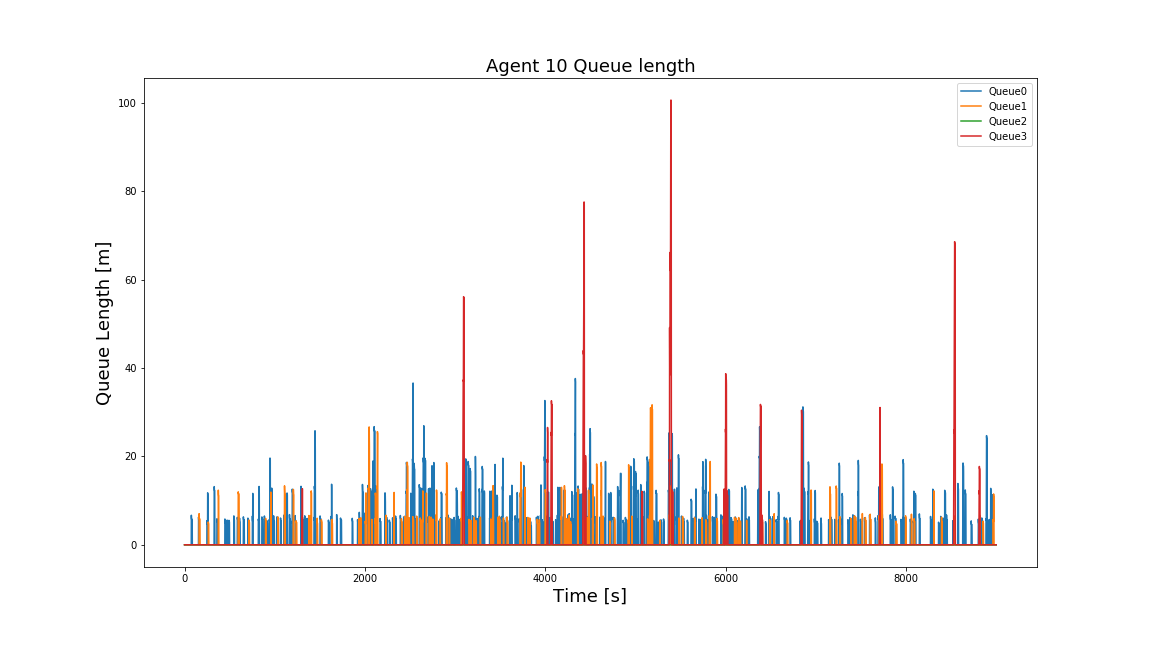 Agent 10 Queue length
Queue0
Queue1
Queue2
Queue3
100
80
60
40
20
0
Queue Length [m]
0 2000 4000 6000 8000
Time [s]